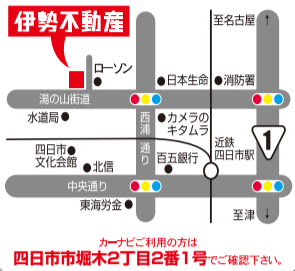 伊勢不動産
至名古屋
ローソン
日本生命
消防署
湯の山街道
水道局
西浦通り
カメラの
キタムラ
近鉄
四日市駅
1
四日市
文化会館
北信
百五銀行
中央通り
東海労金
至津
カーナビご利用の方は
四日市市堀木2丁目2番1号でご確認下さい。